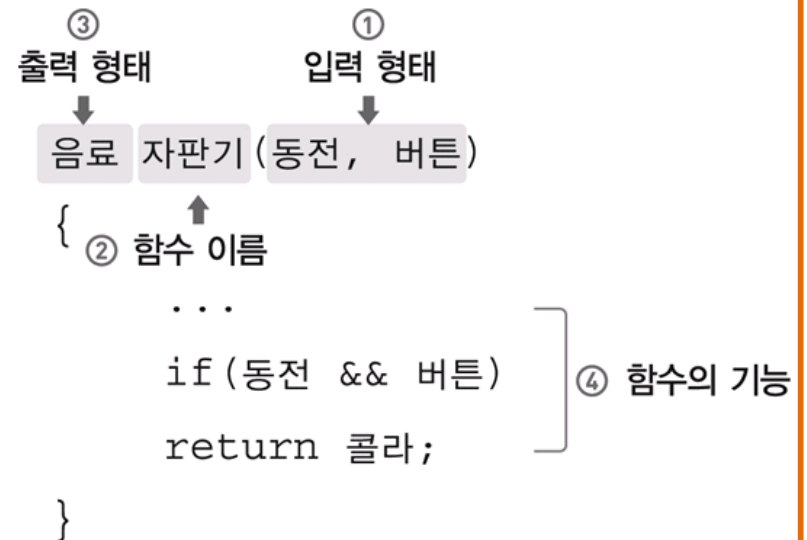 ③ ①
출력 형태 입력 형태
음료 자판기(동전, 버튼)
{
② 함수 이름
...
if(동전 && 버튼)
④ 함수의 기능
return 콜라;
}